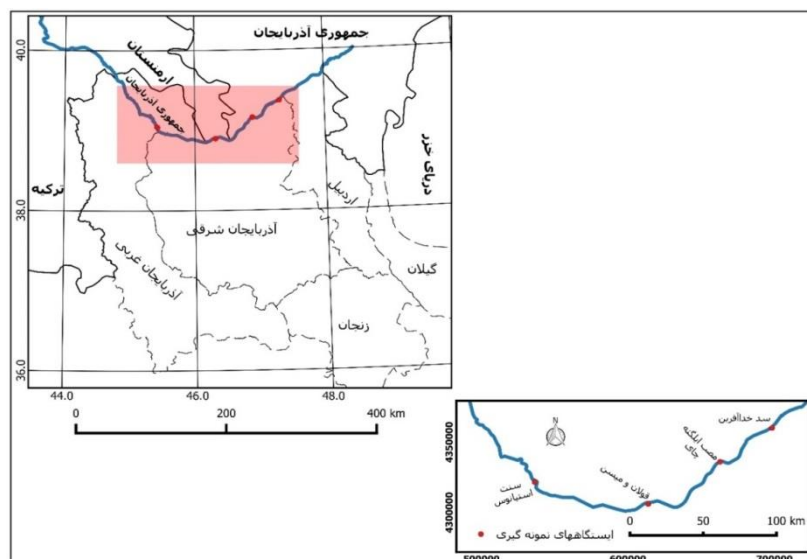 جمهوری آذربایجان
40.0
ارمنستان
جمهوری آذربایجان
ترکیه
دریای خزر
اردبیل
38.0
آذربایجان شرقی
آذربایجان غربی
گیلان
زنجان
36.0
44.0 46.0 48.0
0 200 400 km
سد خداآفرین
مصب ایلگنه
چای
4350000
قولان و میسن
سنت
استپانوس
4300000
0 50 100 km
ایستگاههای نمونه گیری
500000 600000 700000